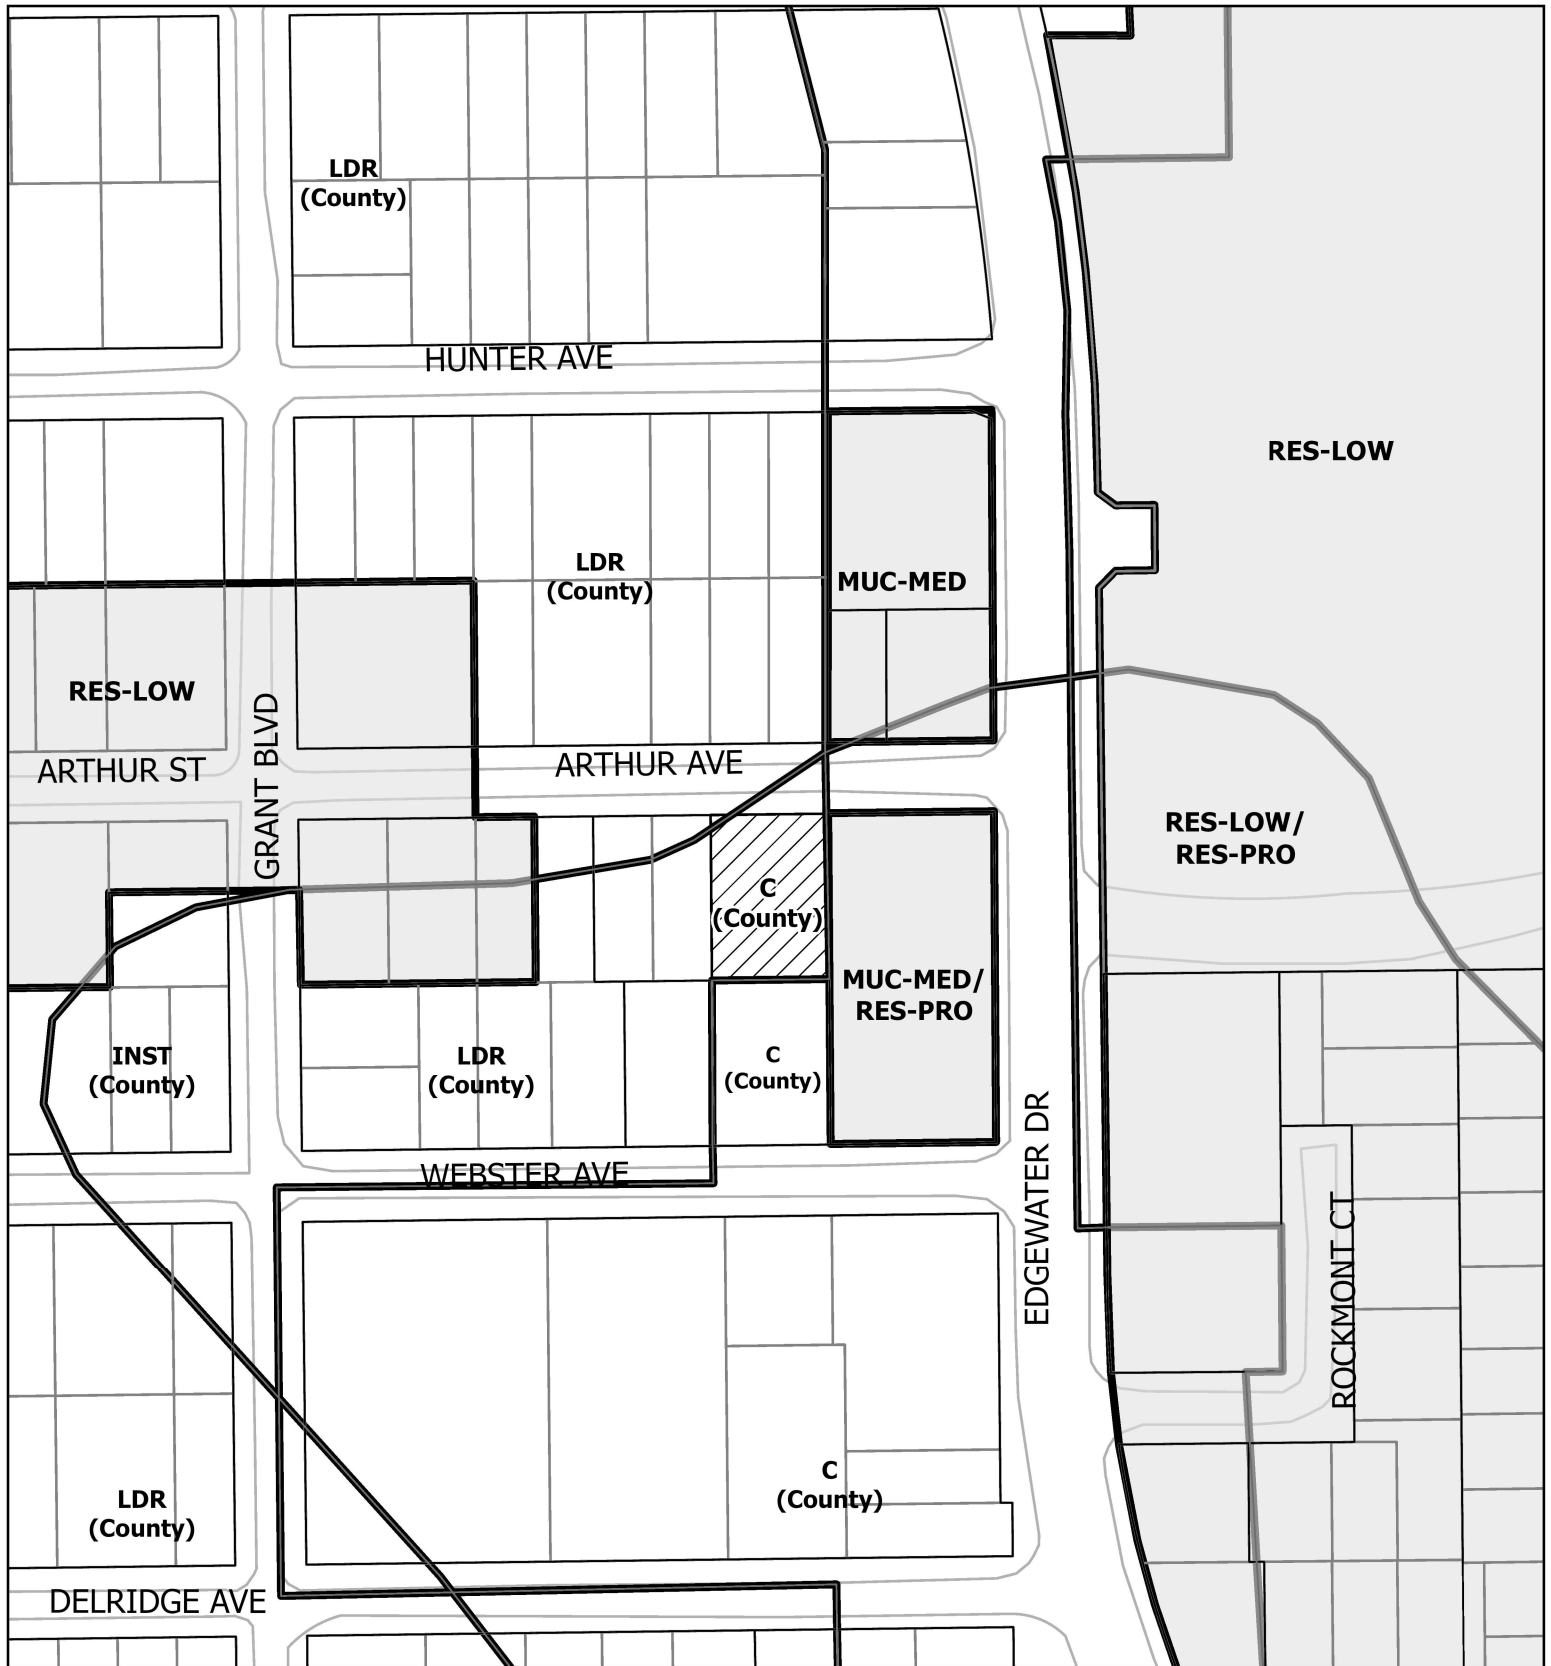 LDR
(County)
HUNTER AVE
RES-LOW
LDR
(County)
MUC-MED
RES-LOW
GRANT BLVD
ARTHUR ST
ARTHUR AVE
RES-LOW/
RES-PRO
C
(County)
MUC-MED/
RES-PRO
INST
(County)
LDR
(County)
C
(County)
WEBSTER AVE
EDGEWATER DR
ROCKMONT CT
C
(County)
LDR
(County)
DELRIDGE AVE